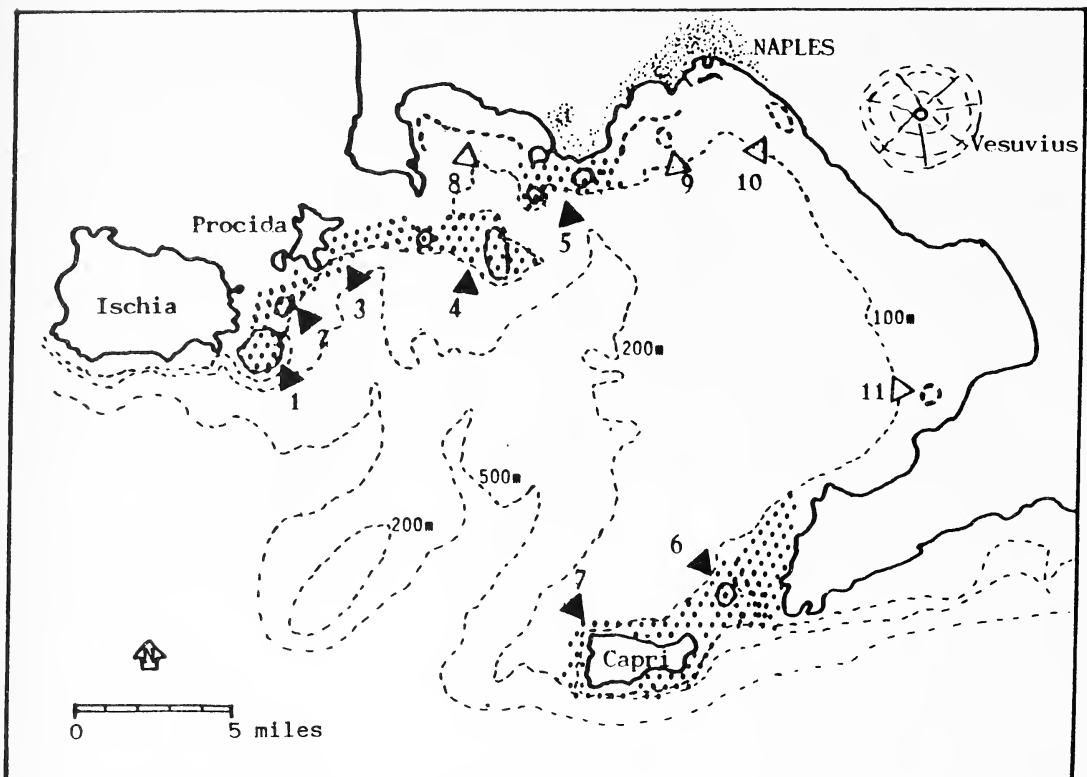 NAPLES
Vesuvius
8
9
10
Procida
5
Ischia
3
4
2
100m
200m
1
11
500m
200m
6
7
N
Capri
0 5 miles